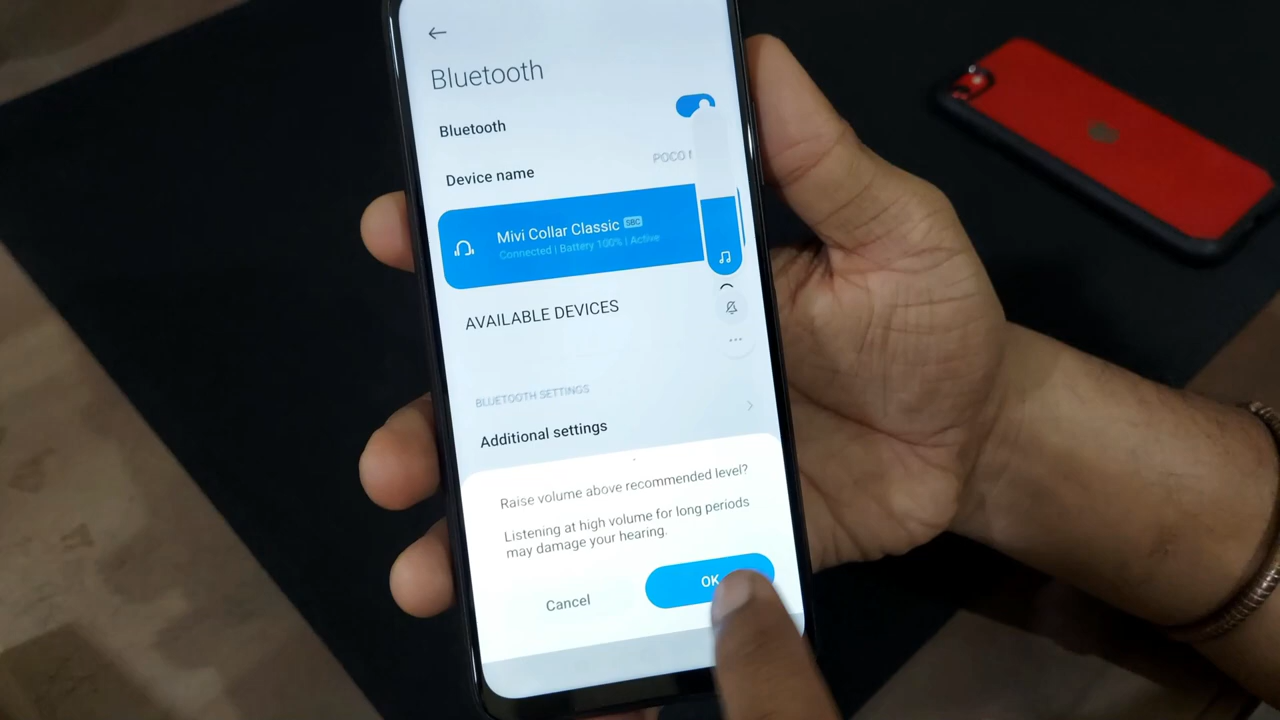 Bluetooth
Bluetooth
Device name
POCO
Mivi Collar Classic SBC
Connected | Battery 100% | Active
AVAILABLE DEVICES
BLUETOOTH SETTINGS
Additional settings
Raise volume above recommended level?
Listening at high volume for long periods
may damage your hearing.
Cancel
OK